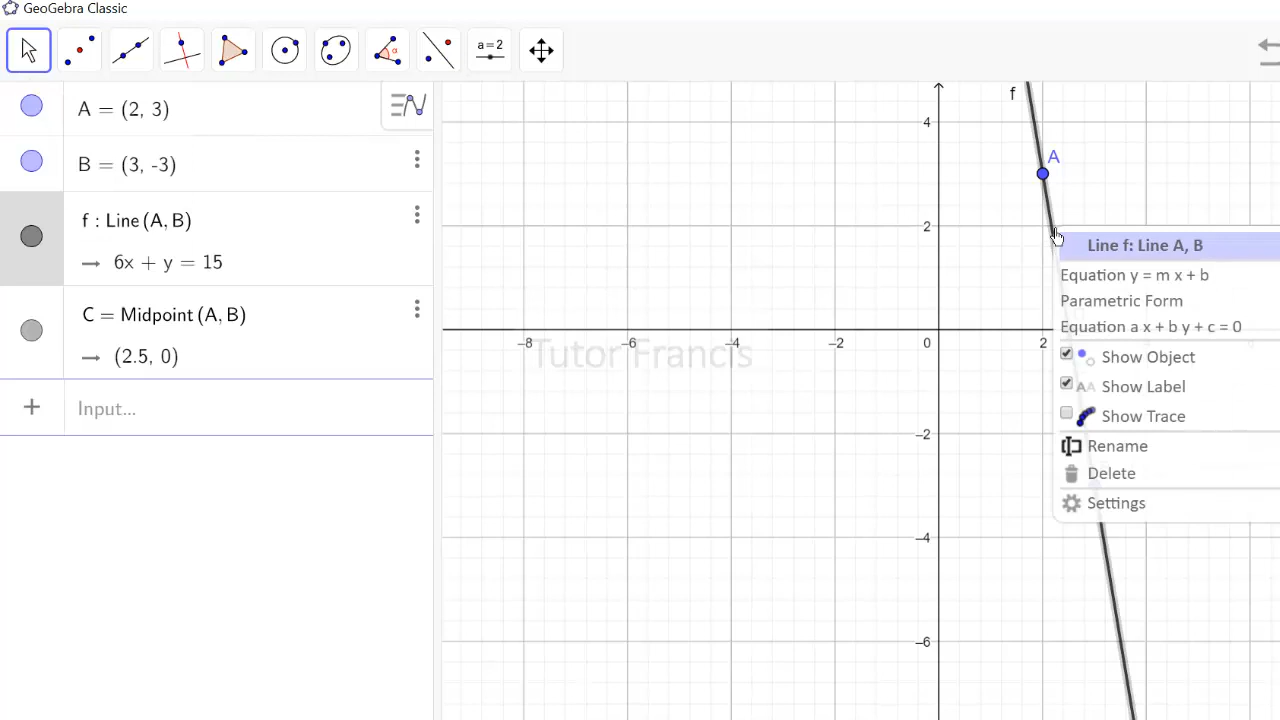 GeoGebra Classic
α
a=2
A = (2, 3)
B = (3, -3)
f : Line (A, B)
→ 6x + y = 15
C = Midpoint (A, B)
→ (2.5, 0)
+ Input...
f
A
4
2
−8 −6 −4 −2 0 2
−2
−4
−6
Tutor Francis
Line f: Line A, B
Equation y = m x + b
Parametric Form
Equation a x + b y + c = 0
Show Object
AA Show Label
Show Trace
Rename
Delete
Settings